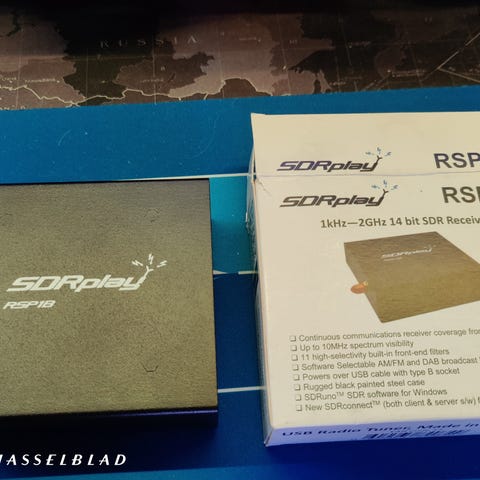 RUSSIA
SDRplay
RSP
SDRplay
RSP
1kHz—2GHz 14 bit SDR Receive
SDRplay
RSP1B
Continuous communications receiver coverage from
Up to 10MHz spectrum visibility
11 high-selectivity built-in front-end filters
Software Selectable AM/FM and DAB broadcast
Powers over USB cable with type B socket
Rugged black painted steel case
SDRuno™ SDR software for Windows
New SDRconnect™ (both client & server s/w)
USB Radio Tuner, Made in
HASSELBLAD